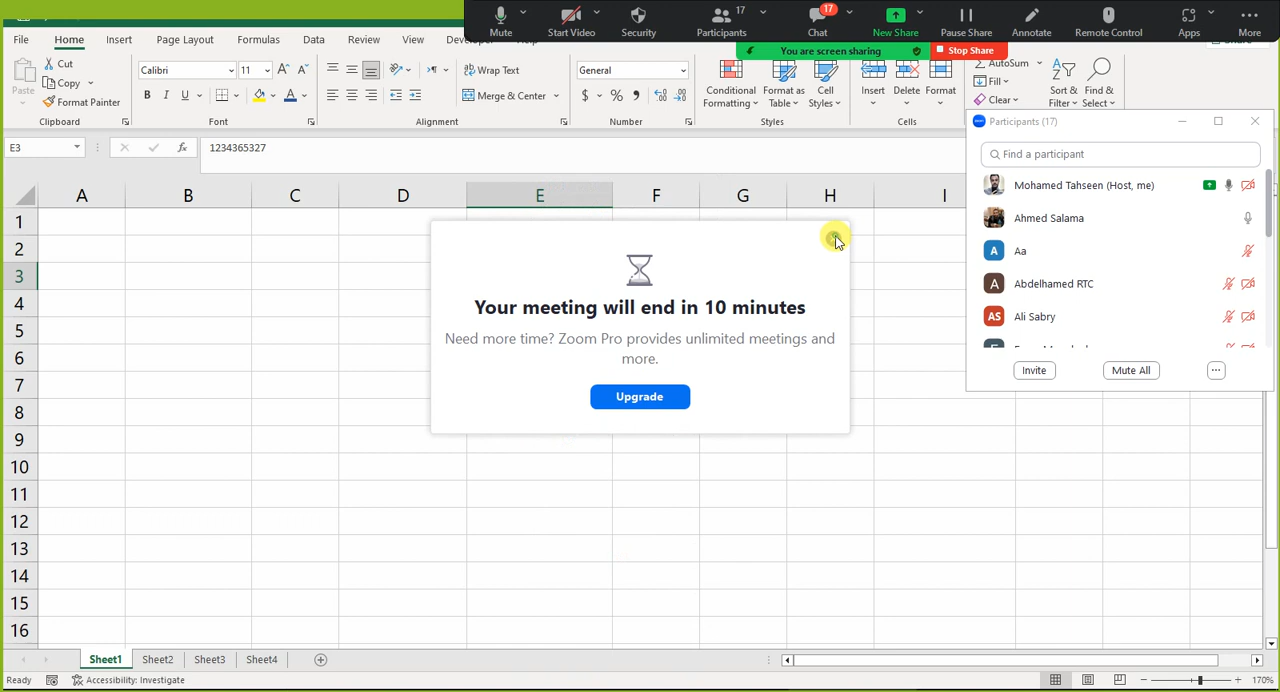 Mute
Start Video
Security
Participants
17
Chat
17
New Share
Pause Share
Annotate
Remote Control
Apps
More
You are screen sharing
Stop Share
File
Home
Insert
Page Layout
Formulas
Data
Review
View
Cut
Copy
Format Painter
Paste
Clipboard
Calibri
11
B I U
Font
Wrap Text
Merge & Center
Alignment
General
$ % ,
Number
Conditional
Formatting
Format as
Table
Cell
Styles
Styles
Insert
Delete
Format
Cells
AutoSum
Fill
Clear
Sort &
Filter
Find &
Select
E3
fx
1234365327
A B C D E F G H I
1
2
3
4
5
6
7
8
9
10
11
12
13
14
15
16
Your meeting will end in 10 minutes
Need more time? Zoom Pro provides unlimited meetings and
more.
Upgrade
Participants (17)
Find a participant
Mohamed Tahseen (Host, me)
Ahmed Salama
A Aa
A Abdelhamed RTC
AS Ali Sabry
Invite
Mute All
Sheet1
Sheet2
Sheet3
Sheet4
Ready
Accessibility: Investigate
170%